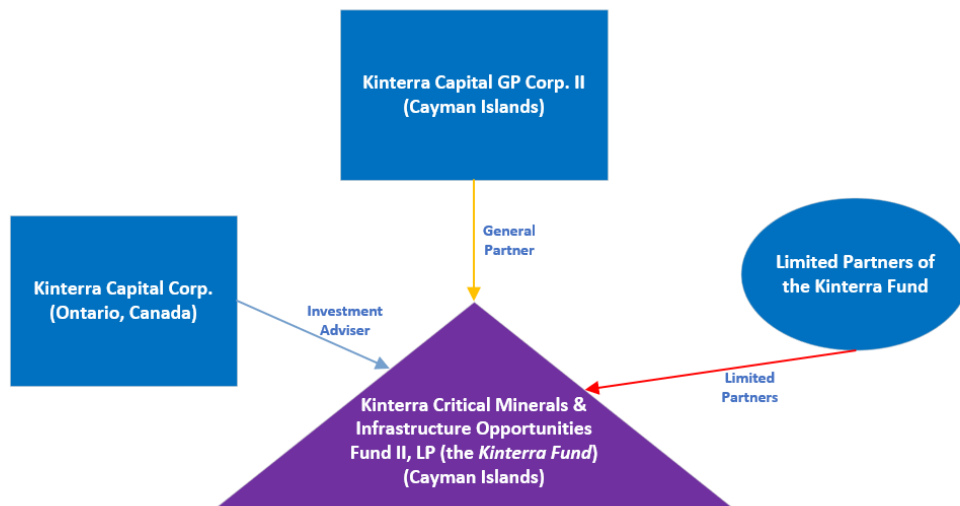 Kinterra Capital GP Corp. II
(Cayman Islands)
General
Partner
Kinterra Capital Corp.
(Ontario, Canada)
Investment
Adviser
Limited Partners of
the Kinterra Fund
Limited
Partners
Kinterra Critical Minerals &
Infrastructure Opportunities
Fund II, LP (the Kinterra Fund)
(Cayman Islands)